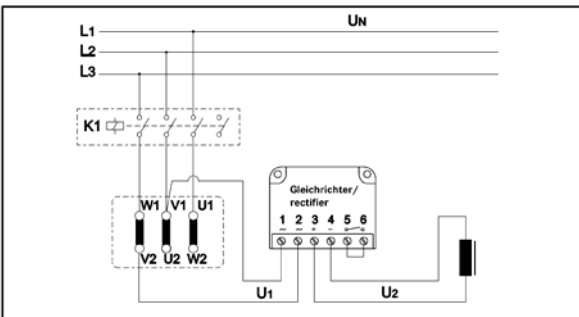 UN
L1
L2
L3
K1
W1 V1 U1
V2 U2 W2
Gleichrichter/
rectifier
1 2 3 4 5 6
~ ~ + −
U1 U2